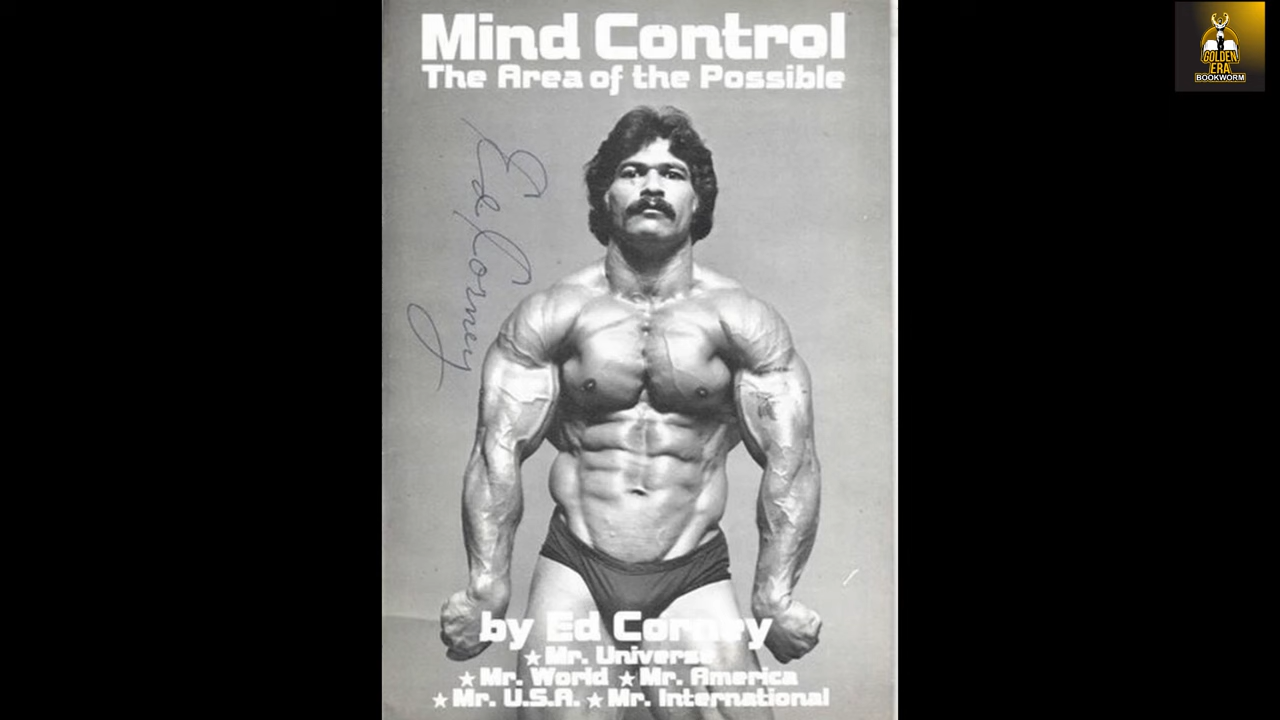 Mind Control
The Area of the Possible
Ed Corney
by Ed Corney
★ Mr. Universe
★ Mr. World ★ Mr. America
★ Mr. U.S.A. ★ Mr. International
GOLDEN
ERA
BOOKWORM